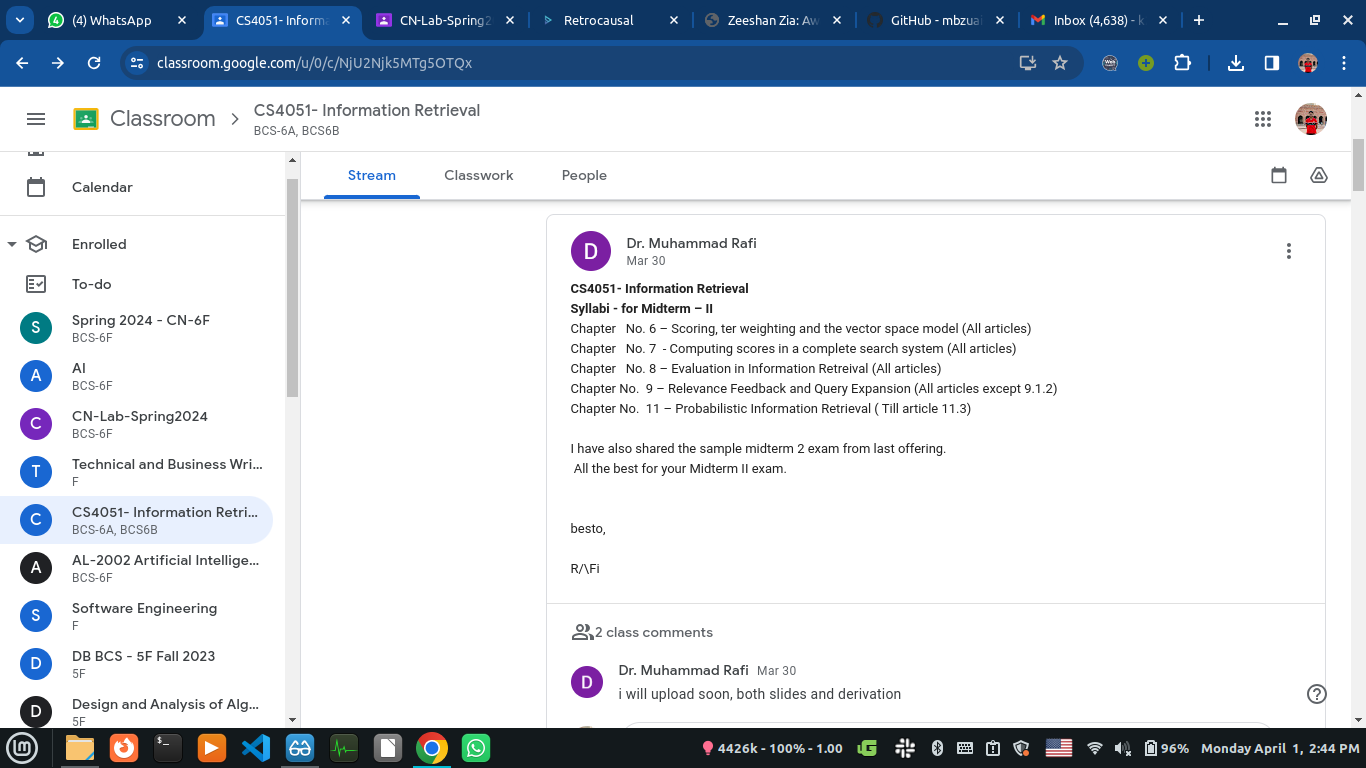 (4) WhatsApp
CS4051- Informa
CN-Lab-Spring2
Retrocausal
Zeeshan Zia: Aw
GitHub - mbzua
Inbox (4,638) - k
classroom.google.com/u/0/c/NjU2Njk5MTg5OTQx
Classroom
CS4051- Information Retrieval
BCS-6A, BCS6B
Calendar
Enrolled
To-do
S
Spring 2024 - CN-6F
BCS-6F
A
AI
BCS-6F
C
CN-Lab-Spring2024
BCS-6F
T
Technical and Business Wri...
F
C
CS4051- Information Retri...
BCS-6A, BCS6B
A
AL-2002 Artificial Intellige...
BCS-6F
S
Software Engineering
F
D
DB BCS - 5F Fall 2023
5F
D
Design and Analysis of Alg...
5F
Stream
Classwork
People
D
Dr. Muhammad Rafi
Mar 30
CS4051- Information Retrieval
Syllabi - for Midterm – II
Chapter No. 6 – Scoring, ter weighting and the vector space model (All articles)
Chapter No. 7 - Computing scores in a complete search system (All articles)
Chapter No. 8 – Evaluation in Information Retreival (All articles)
Chapter No. 9 – Relevance Feedback and Query Expansion (All articles except 9.1.2)
Chapter No. 11 – Probabilistic Information Retrieval ( Till article 11.3)
I have also shared the sample midterm 2 exam from last offering.
All the best for your Midterm II exam.
besto,
R/\Fi
2 class comments
D
Dr. Muhammad Rafi Mar 30
i will upload soon, both slides and derivation
4426k - 100% - 1.00
96%
Monday April 1, 2:44 PM